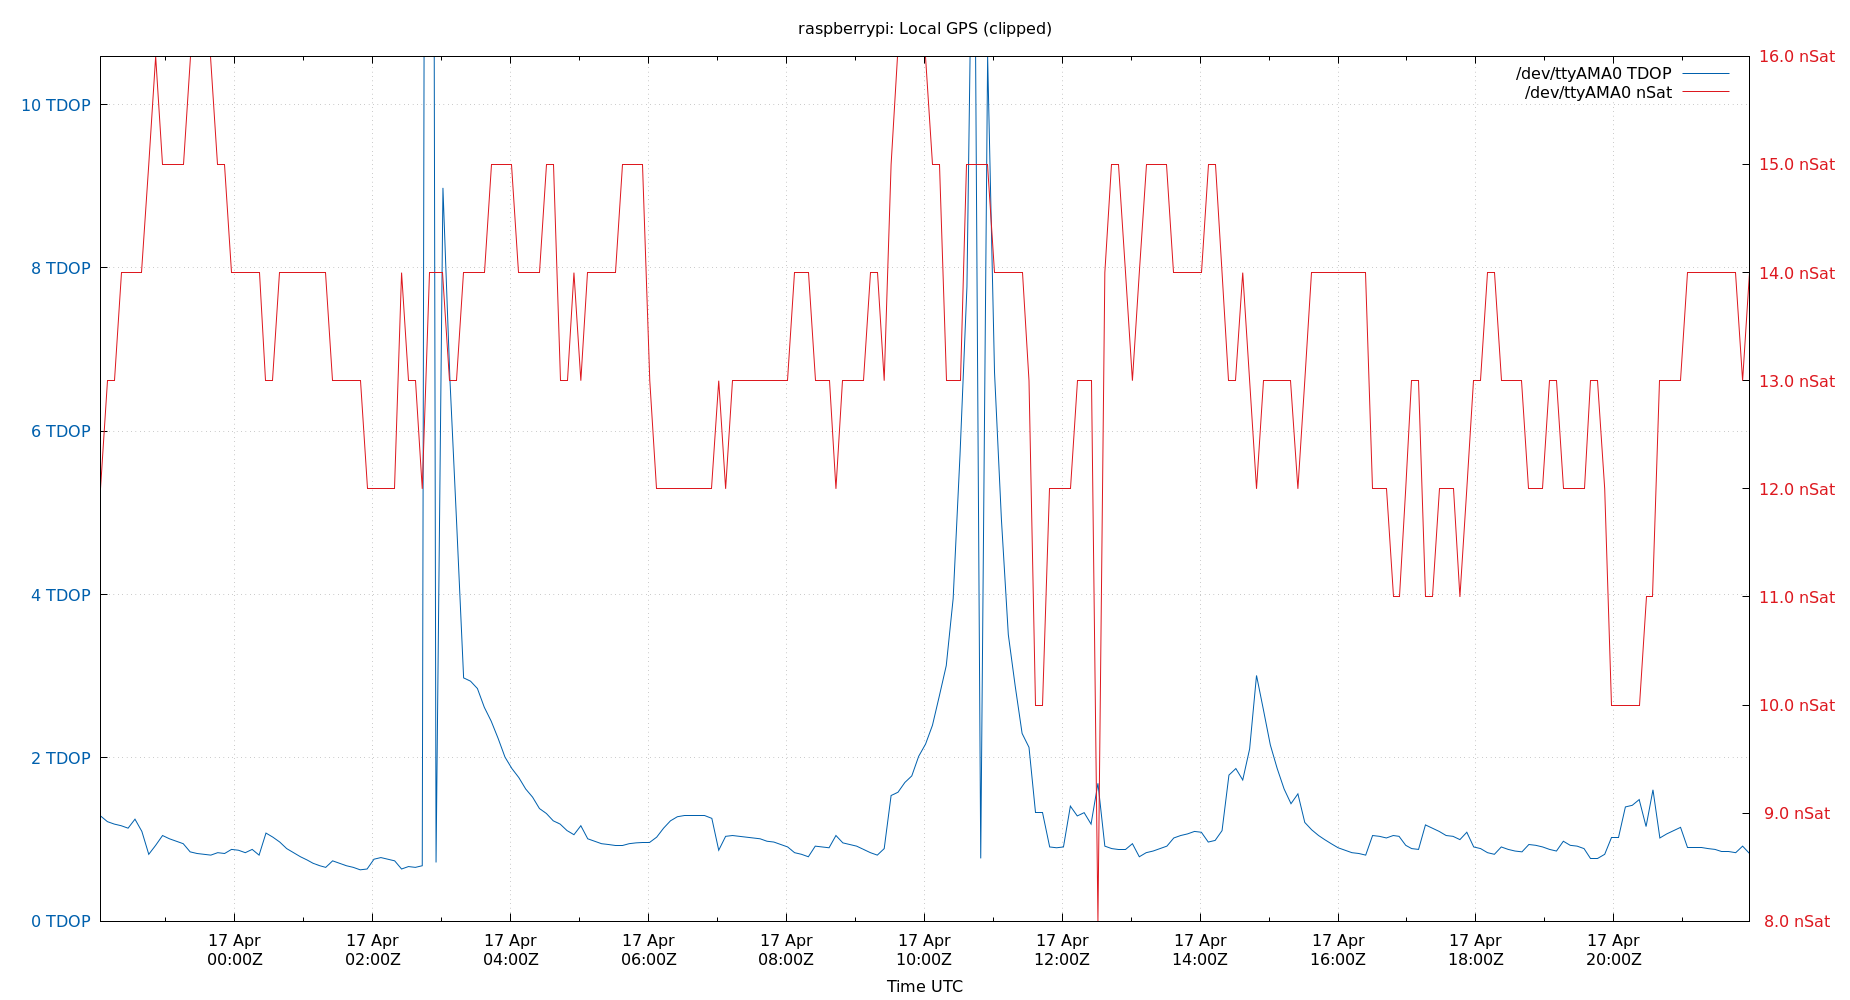 raspberrypi: Local GPS (clipped)
/dev/ttyAMA0 TDOP
/dev/ttyAMA0 nSat
10 TDOP
8 TDOP
6 TDOP
4 TDOP
2 TDOP
0 TDOP
16.0 nSat
15.0 nSat
14.0 nSat
13.0 nSat
12.0 nSat
11.0 nSat
10.0 nSat
9.0 nSat
8.0 nSat
17 Apr 17 Apr 17 Apr 17 Apr 17 Apr 17 Apr 17 Apr 17 Apr 17 Apr 17 Apr 17 Apr
00:00Z 02:00Z 04:00Z 06:00Z 08:00Z 10:00Z 12:00Z 14:00Z 16:00Z 18:00Z 20:00Z
Time UTC